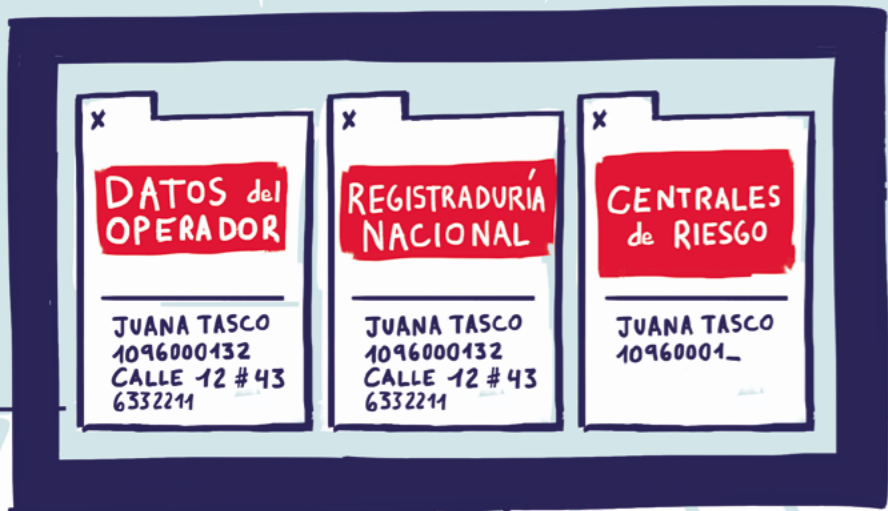 x
DATOS del
OPERADOR
JUANA TASCO
1096000132
CALLE 12 # 43
6332211
x
REGISTRADURÍA
NACIONAL
JUANA TASCO
1096000132
CALLE 12 # 43
6332211
x
CENTRALES
de RIESGO
JUANA TASCO
10960001_